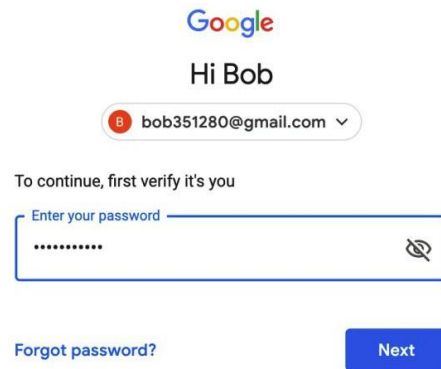 Google
Hi Bob
B bob351280@gmail.com
To continue, first verify it's you
Enter your password
•••••••••••
Forgot password? Next